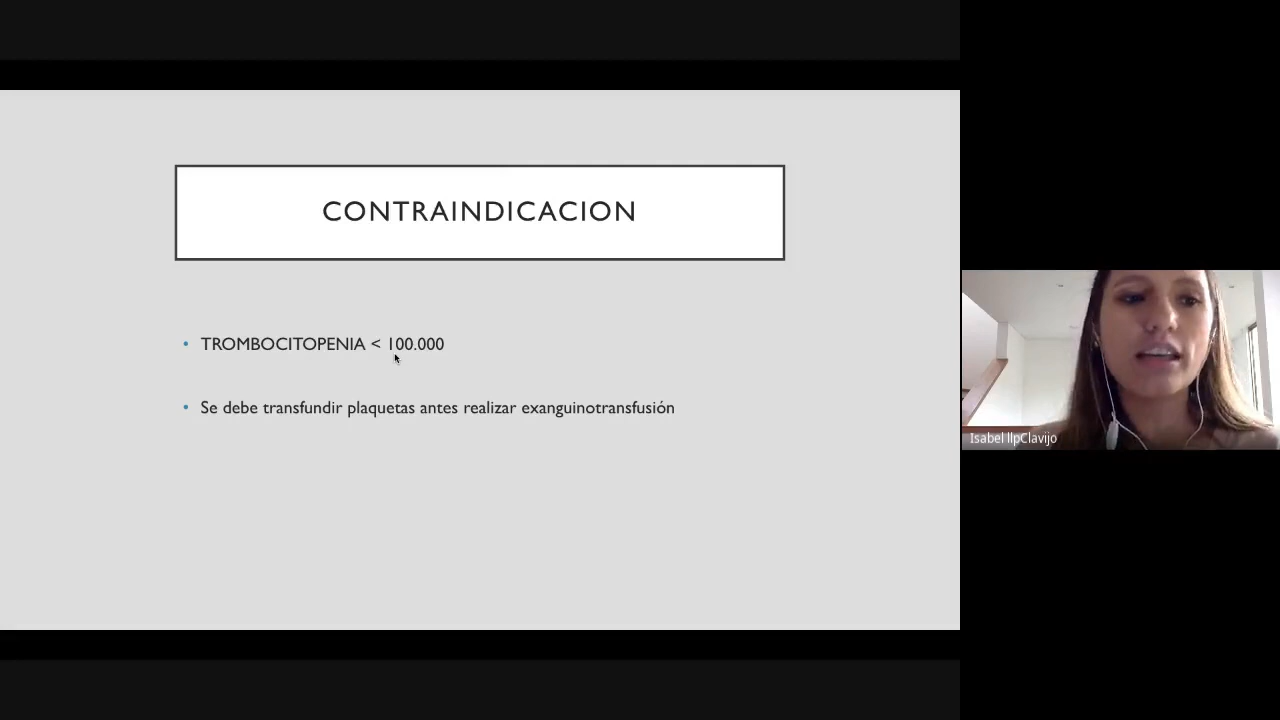 CONTRAINDICACION
• TROMBOCITOPENIA < 100.000
• Se debe transfundir plaquetas antes realizar exanguinotransfusión
Isabel llpClavijo